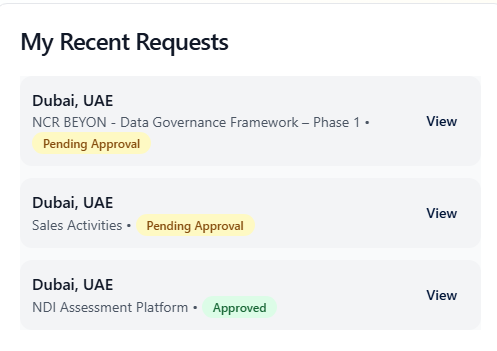 My Recent Requests
Dubai, UAE
NCR BEYON - Data Governance Framework – Phase 1 •
Pending Approval
View
Dubai, UAE
Sales Activities • Pending Approval
View
Dubai, UAE
NDI Assessment Platform • Approved
View